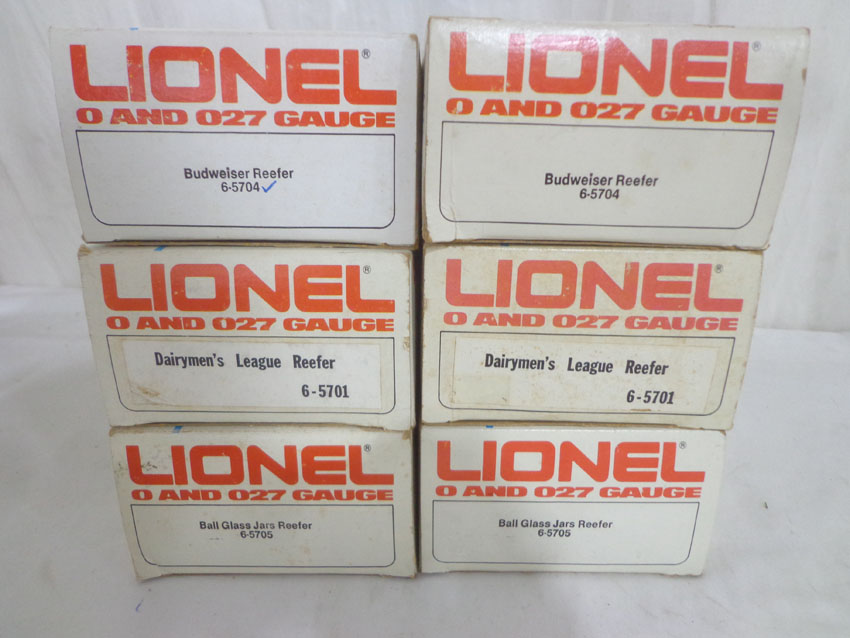 LIONEL®
O AND 027 GAUGE
Budweiser Reefer
6-5704
LIONEL®
O AND 027 GAUGE
Budweiser Reefer
6-5704
LIONEL®
O AND 027 GAUGE
Dairymen's League Reefer
6-5701
LIONEL®
O AND 027 GAUGE
Dairymen's League Reefer
6-5701
LIONEL®
O AND 027 GAUGE
Ball Glass Jars Reefer
6-5705
LIONEL®
O AND 027 GAUGE
Ball Glass Jars Reefer
6-5705